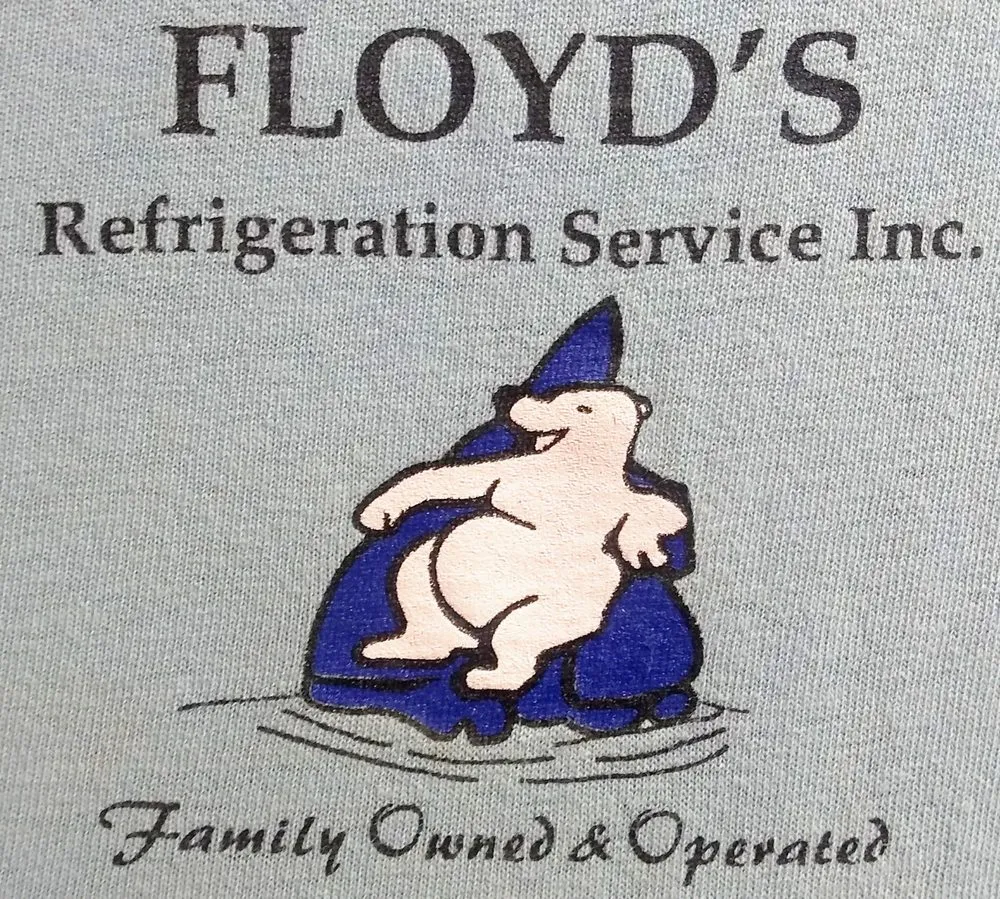 FLOYD'S
Refrigeration Service Inc.
Family Owned & Operated